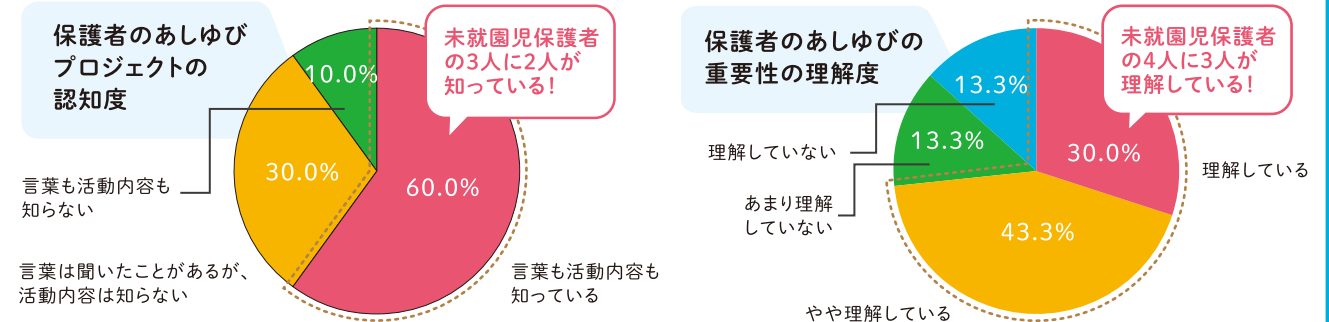 保護者のあしゆび
プロジェクトの
認知度
未就園児保護者
の3人に2人が
知っている!
10.0%
30.0%
60.0%
言葉も活動内容も
知らない
言葉は聞いたことがあるが、
活動内容は知らない
言葉も活動内容も
知っている
保護者のあしゆびの
重要性の理解度
未就園児保護者
の4人に3人が
理解している!
13.3%
13.3%
30.0%
43.3%
理解していない
あまり理解
していない
理解している
やや理解している